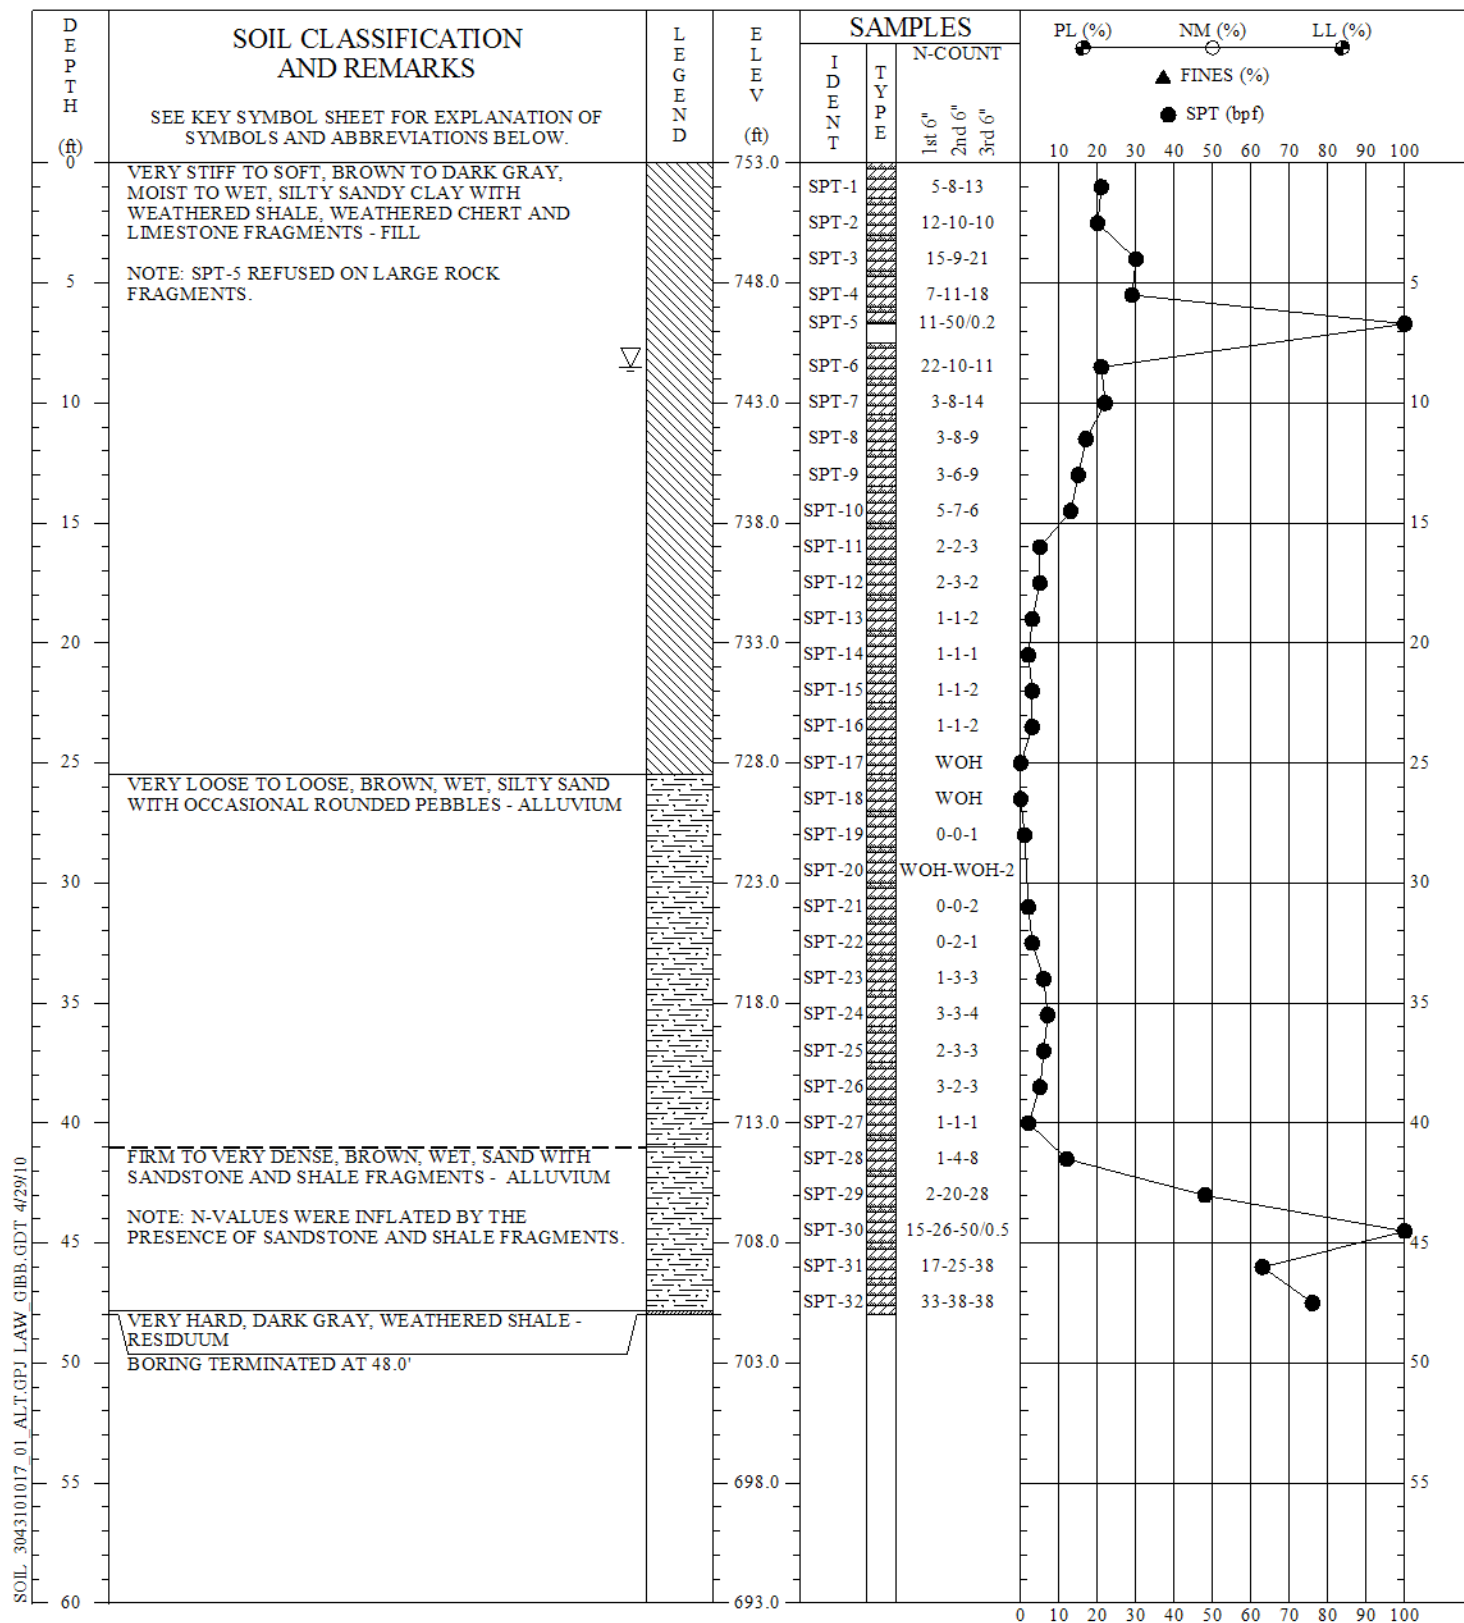 DEPTH (ft)
SOIL CLASSIFICATION
AND REMARKS
SEE KEY SYMBOL SHEET FOR EXPLANATION OF
SYMBOLS AND ABBREVIATIONS BELOW.
LEGEND
ELEV (ft)
SAMPLES
IDENT
TYPE
N-COUNT
1st 6"
2nd 6"
3rd 6"
PL (%) NM (%) LL (%)
FINES (%)
SPT (bpf)
10 20 30 40 50 60 70 80 90 100
0 753.0
VERY STIFF TO SOFT, BROWN TO DARK GRAY,
MOIST TO WET, SILTY SANDY CLAY WITH
WEATHERED SHALE, WEATHERED CHERT AND
LIMESTONE FRAGMENTS - FILL
NOTE: SPT-5 REFUSED ON LARGE ROCK
FRAGMENTS.
SPT-1 5-8-13
SPT-2 12-10-10
SPT-3 15-9-21
5 748.0 5
SPT-4 7-11-18
SPT-5 11-50/0.2
SPT-6 22-10-11
10 743.0 SPT-7 3-8-14 10
SPT-8 3-8-9
SPT-9 3-6-9
SPT-10 5-7-6
15 738.0 15
SPT-11 2-2-3
SPT-12 2-3-2
SPT-13 1-1-2
20 733.0 20
SPT-14 1-1-1
SPT-15 1-1-2
SPT-16 1-1-2
25 728.0 SPT-17 WOH 25
VERY LOOSE TO LOOSE, BROWN, WET, SILTY SAND
WITH OCCASIONAL ROUNDED PEBBLES - ALLUVIUM
SPT-18 WOH
SPT-19 0-0-1
SPT-20 WOH-WOH-2
30 723.0 30
SPT-21 0-0-2
SPT-22 0-2-1
SPT-23 1-3-3
35 718.0 35
SPT-24 3-3-4
SPT-25 2-3-3
SPT-26 3-2-3
40 713.0 SPT-27 1-1-1 40
FIRM TO VERY DENSE, BROWN, WET, SAND WITH
SANDSTONE AND SHALE FRAGMENTS - ALLUVIUM
NOTE: N-VALUES WERE INFLATED BY THE
PRESENCE OF SANDSTONE AND SHALE FRAGMENTS.
SPT-28 1-4-8
SPT-29 2-20-28
SPT-30 15-26-50/0.5
45 708.0 45
SPT-31 17-25-38
SPT-32 33-38-38
VERY HARD, DARK GRAY, WEATHERED SHALE -
RESIDUUM
BORING TERMINATED AT 48.0'
50 703.0 50
55 698.0 55
60 693.0
0 10 20 30 40 50 60 70 80 90 100
SOIL 3043101017_01_ALT.GPJ LAW_GIBB.GDT 4/29/10